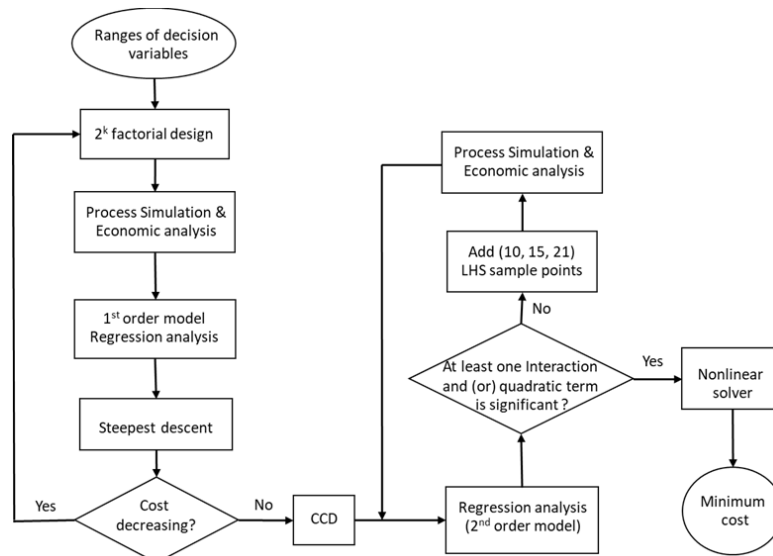 Ranges of decision
variables
2ᵏ factorial design
Process Simulation &
Economic analysis
1ˢᵗ order model
Regression analysis
Steepest descent
Cost
decreasing?
Yes
No
CCD
Regression analysis
(2ⁿᵈ order model)
At least one Interaction
and (or) quadratic term
is significant ?
No
Add (10, 15, 21)
LHS sample points
Process Simulation &
Economic analysis
Yes
Nonlinear
solver
Minimum
cost